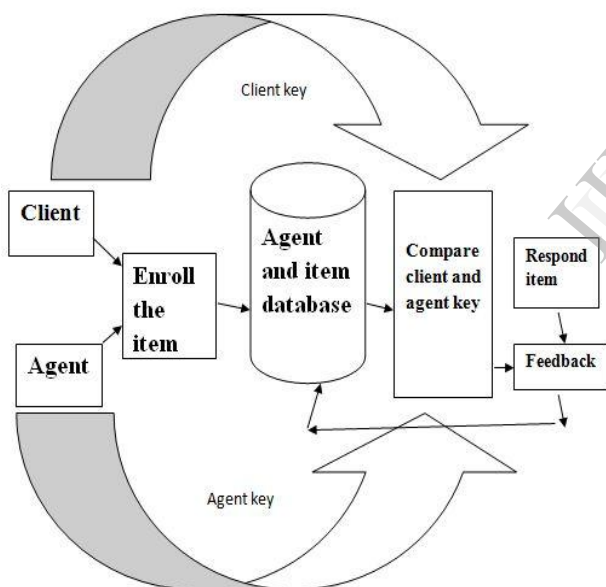 Client key
Client
Agent
and item
database
Compare
client and
agent key
Respond
item
Enroll
the
item
Agent
Feedback
Agent key